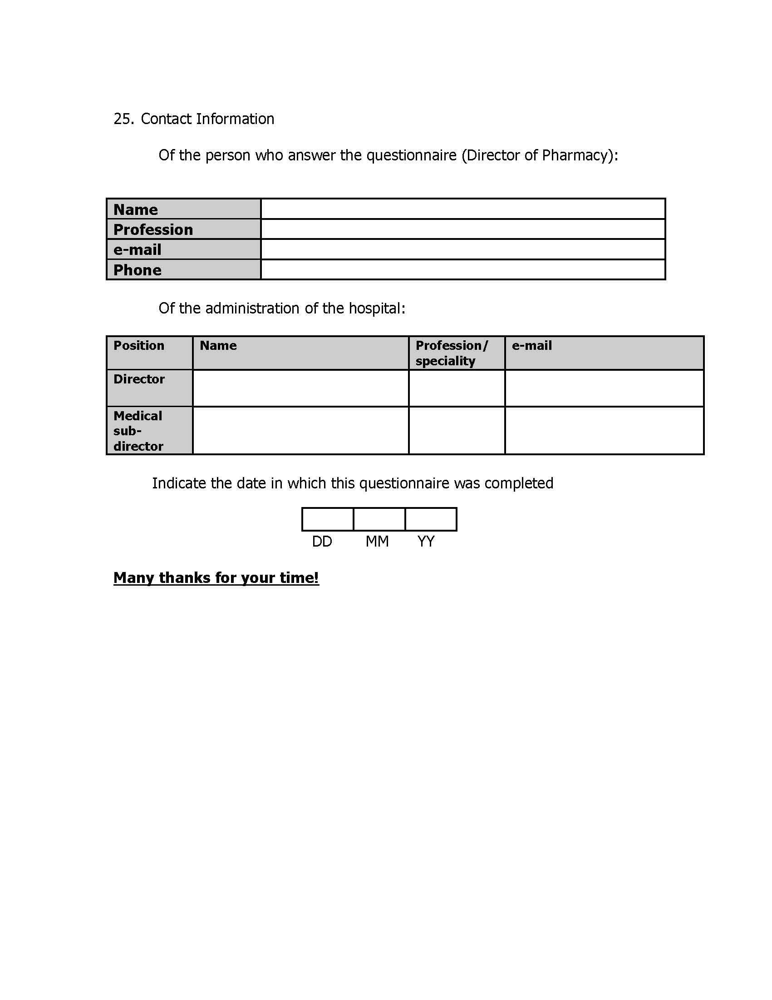 25. Contact Information
Of the person who answer the questionnaire (Director of Pharmacy):
Name
Profession
e-mail
Phone
Of the administration of the hospital:
Position Name Profession/ e-mail
speciality
Director
Medical
sub-
director
Indicate the date in which this questionnaire was completed
DD MM YY
Many thanks for your time!